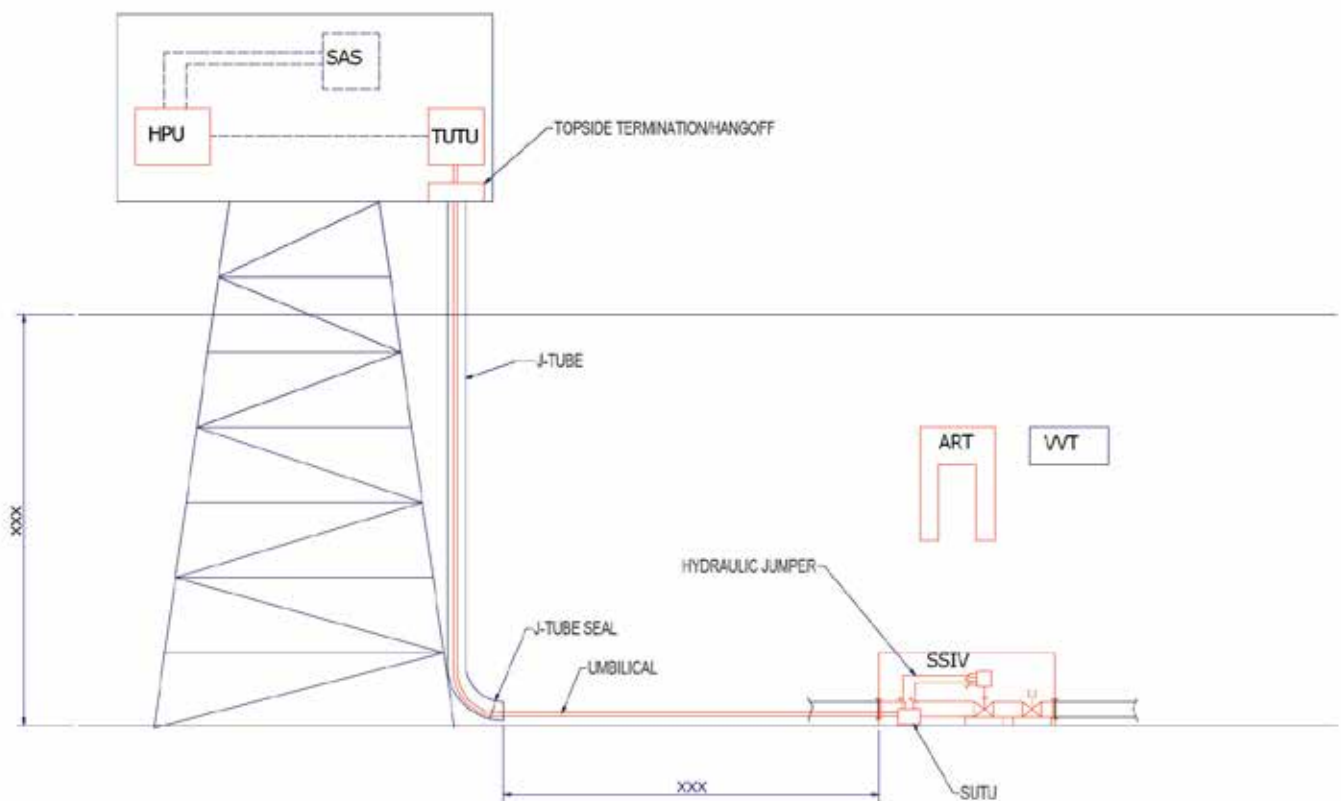 SAS
HPU
TUTU
TOPSIDE TERMINATION/HANGOFF
J-TUBE
ART
VVT
XXX
HYDRAULIC JUMPER
J-TUBE SEAL
UMBILICAL
SSIV
XXX
SUTU